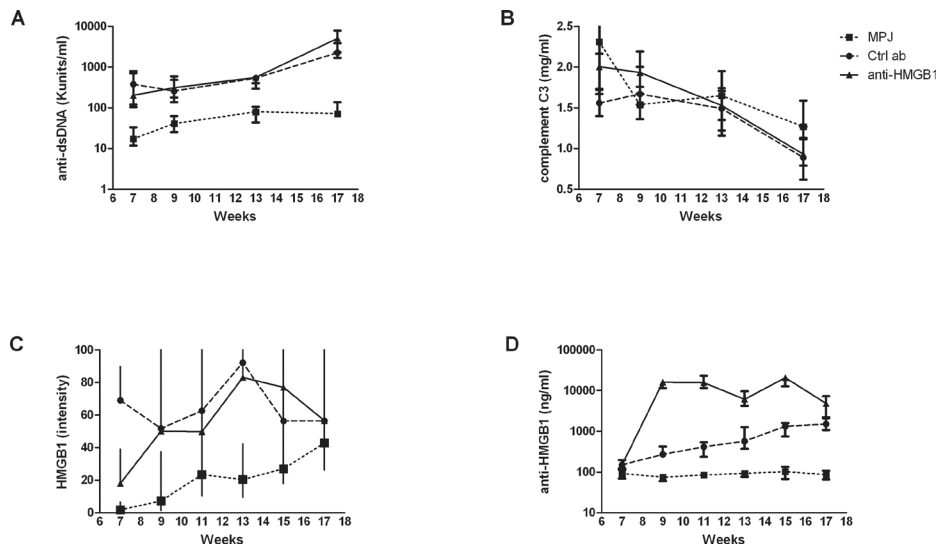 A
anti-dsDNA (Kunits/ml)
10000
1000
100
10
1
6 7 8 9 10 11 12 13 14 15 16 17 18
Weeks
B
complement C3 (mg/ml)
2.5
2.0
1.5
1.0
0.5
6 7 8 9 10 11 12 13 14 15 16 17 18
Weeks
MPJ
Ctrl ab
anti-HMGB1
C
HMGB1 (intensity)
100
80
60
40
20
0
6 7 8 9 10 11 12 13 14 15 16 17 18
Weeks
D
anti-HMGB1 (ng/ml)
100000
10000
1000
100
10
6 7 8 9 10 11 12 13 14 15 16 17 18
Weeks